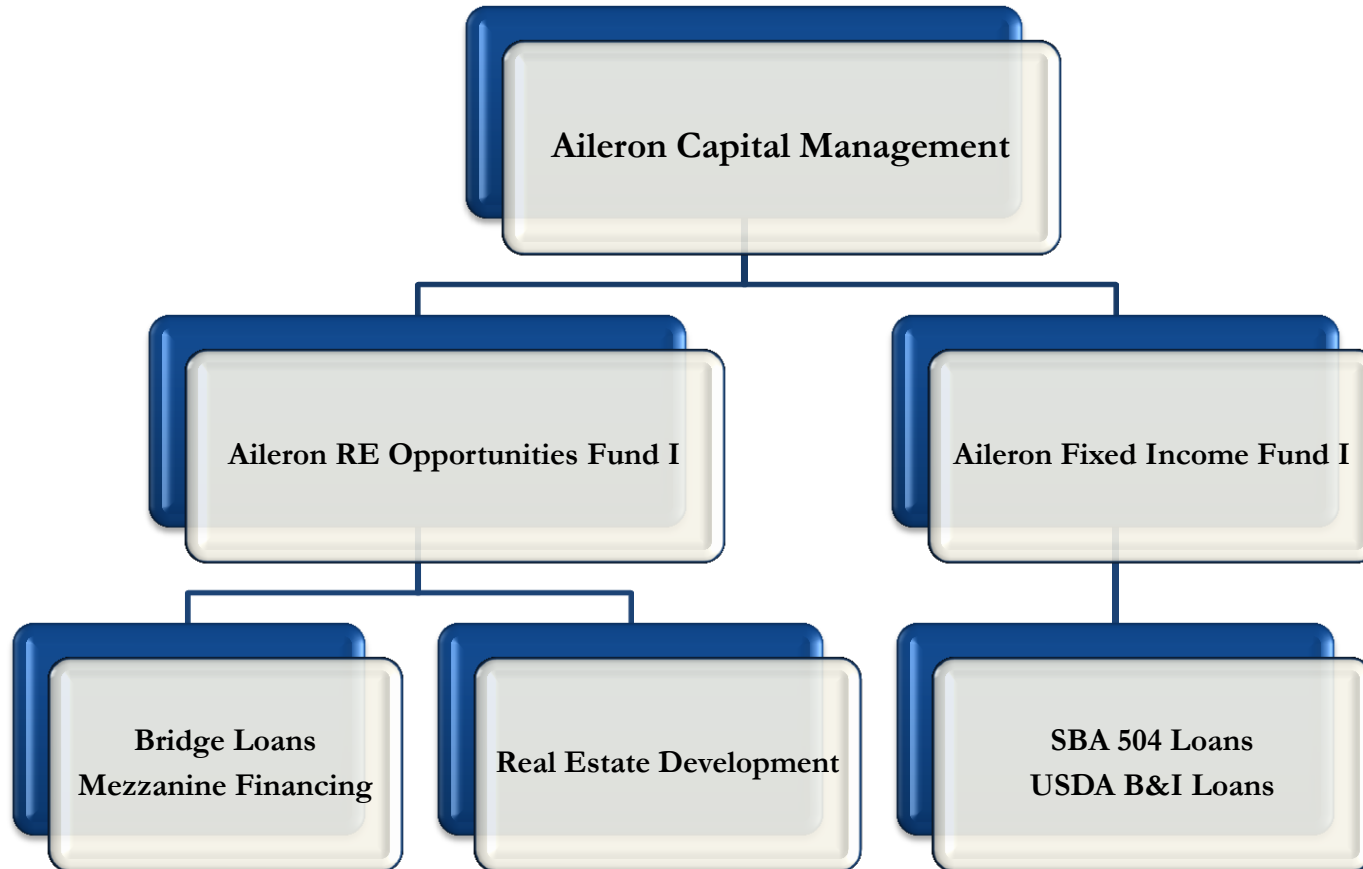 Aileron Capital Management
Aileron RE Opportunities Fund I
Aileron Fixed Income Fund I
Bridge Loans
Mezzanine Financing
Real Estate Development
SBA 504 Loans
USDA B&I Loans